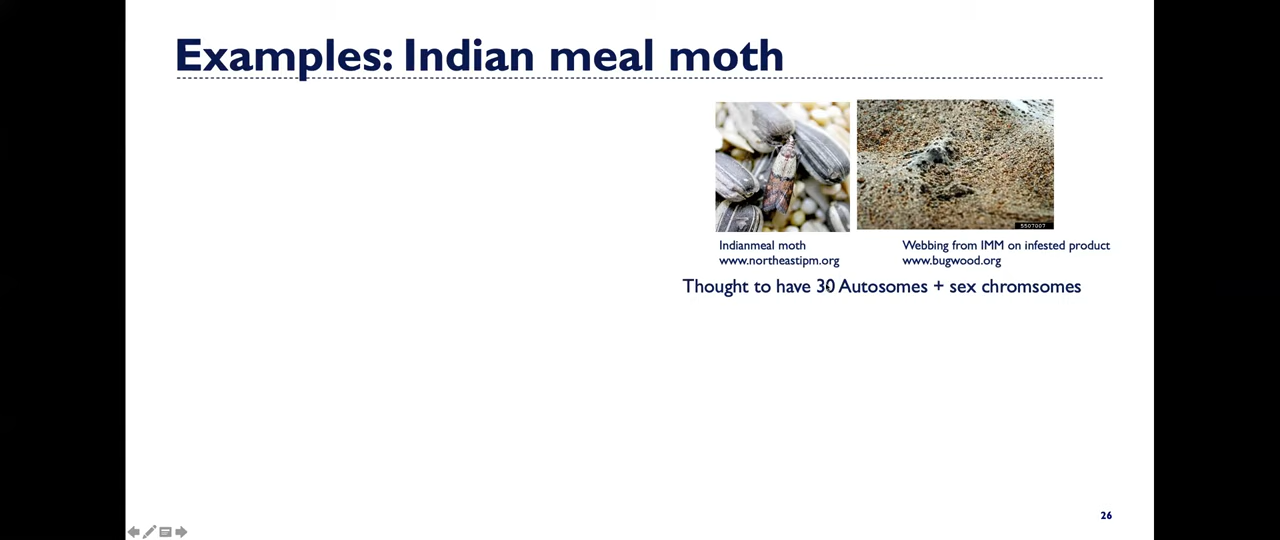 Examples: Indian meal moth
5507007
Indianmeal moth
www.northeastipm.org
Webbing from IMM on infested product
www.bugwood.org
Thought to have 30 Autosomes + sex chromsomes
26